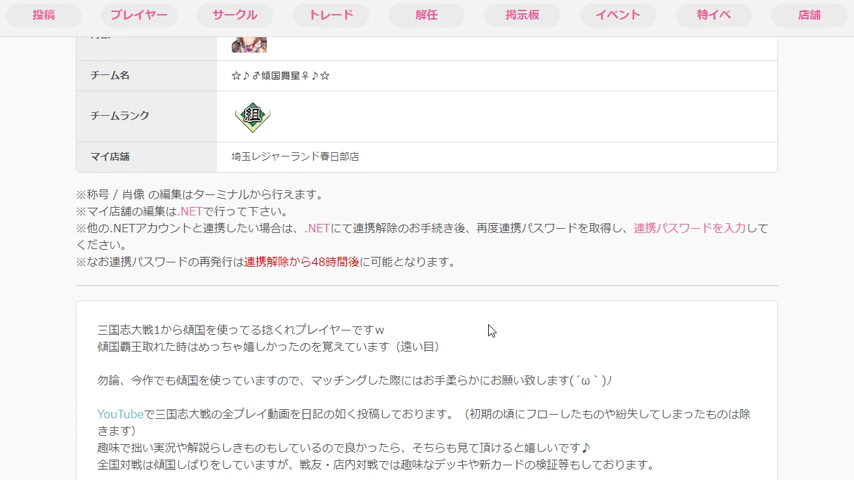 投稿
プレイヤー
サークル
トレード
解任
掲示板
イベント
特イベ
店舗
チーム名
☆♪♂傾国舞星♀♪☆
チームランク
組
マイ店舗
埼玉レジャーランド春日部店
※称号 / 肖像 の編集はターミナルから行えます。
※マイ店舗の編集は.NETで行って下さい。
※他の.NETアカウントと連携したい場合は、.NETにて連携解除のお手続き後、再度連携パスワードを取得し、連携パスワードを入力して
ください。
※なお連携パスワードの再発行は連携解除から48時間後に可能となります。
三国志大戦1から傾国を使ってる捻くれプレイヤーですw
傾国覇王取れた時はめっちゃ嬉しかったのを覚えています（遠い目）
勿論、今作でも傾国を使っていますので、マッチングした際にはお手柔らかにお願い致します(´ω｀)ﾉ
YouTubeで三国志大戦の全プレイ動画を日記の如く投稿しております。（初期の頃にフローしたものや紛失してしまったものは除
きます）
趣味で拙い実況や解説らしきものもしているので良かったら、そちらも見て頂けると嬉しいです♪
全国対戦は傾国しばりをしていますが、戦友・店内対戦では趣味なデッキや新カードの検証等もしております。